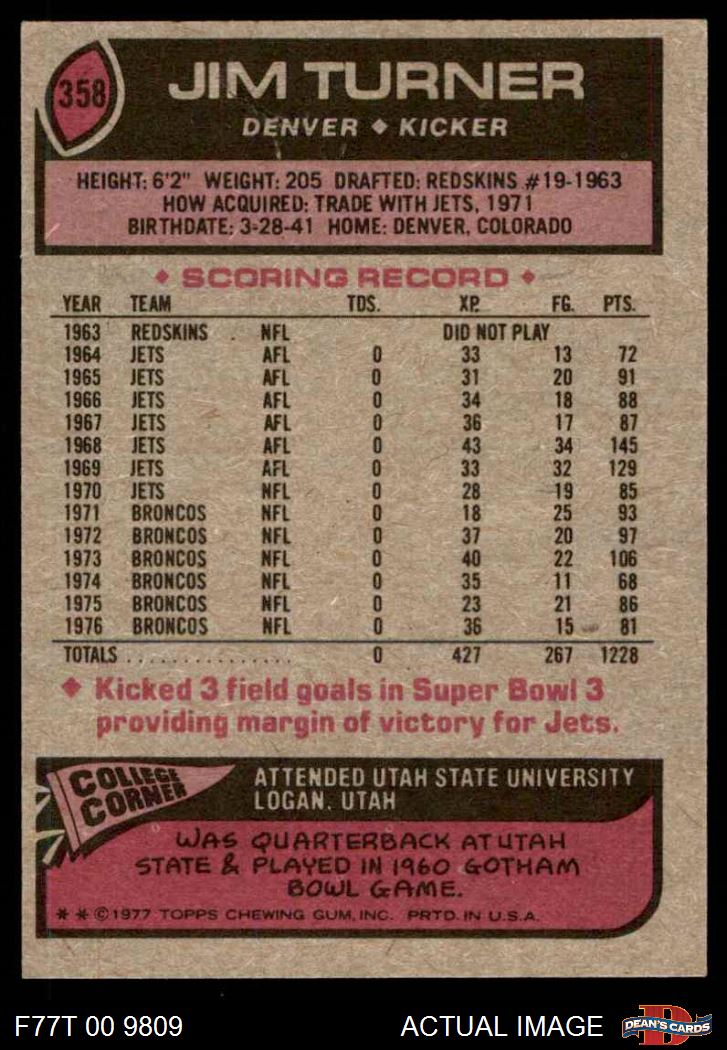 358
JIM TURNER
DENVER ◆ KICKER
HEIGHT: 6'2" WEIGHT: 205 DRAFTED: REDSKINS #19-1963
HOW ACQUIRED: TRADE WITH JETS, 1971
BIRTHDATE: 3-28-41 HOME: DENVER, COLORADO
◆ SCORING RECORD ◆
YEAR TEAM TDS. XP. FG. PTS.
1963 REDSKINS NFL DID NOT PLAY
1964 JETS AFL 0 33 13 72
1965 JETS AFL 0 31 20 91
1966 JETS AFL 0 34 18 88
1967 JETS AFL 0 36 17 87
1968 JETS AFL 0 43 34 145
1969 JETS AFL 0 33 32 129
1970 JETS NFL 0 28 19 85
1971 BRONCOS NFL 0 18 25 93
1972 BRONCOS NFL 0 37 20 97
1973 BRONCOS NFL 0 40 22 106
1974 BRONCOS NFL 0 35 11 68
1975 BRONCOS NFL 0 23 21 86
1976 BRONCOS NFL 0 36 15 81
TOTALS ................ 0 427 267 1228
◆ Kicked 3 field goals in Super Bowl 3
providing margin of victory for Jets.
COLLEGE
CORNER
ATTENDED UTAH STATE UNIVERSITY
LOGAN, UTAH
WAS QUARTERBACK AT UTAH
STATE & PLAYED IN 1960 GOTHAM
BOWL GAME.
* * © 1977 TOPPS CHEWING GUM, INC. PRTD. IN U.S.A.
F77T 00 9809
ACTUAL IMAGE
D
DEAN'S CARDS